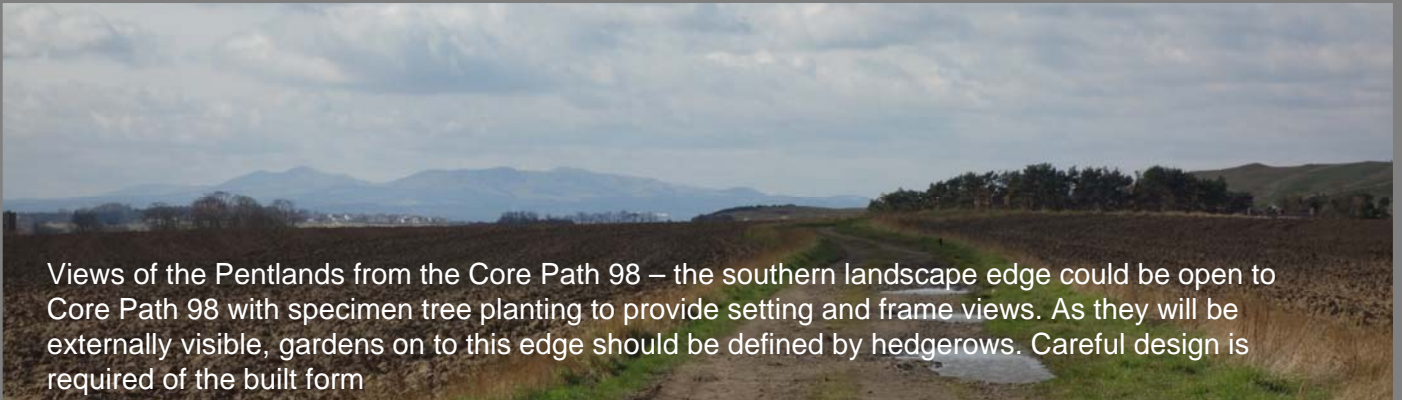 Views of the Pentlands from the Core Path 98 – the southern landscape edge could be open to
Core Path 98 with specimen tree planting to provide setting and frame views. As they will be
externally visible, gardens on to this edge should be defined by hedgerows. Careful design is
required of the built form